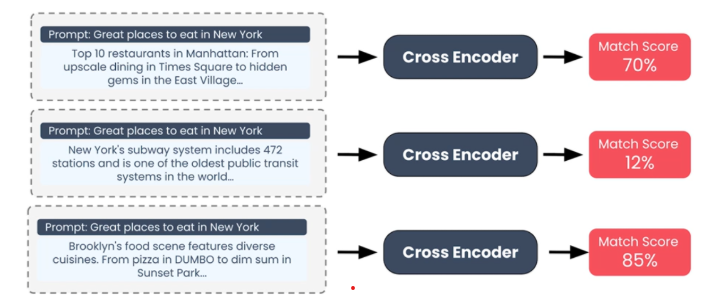 Prompt: Great places to eat in New York
Top 10 restaurants in Manhattan: From
upscale dining in Times Square to hidden
gems in the East Village...
Cross Encoder
Match Score
70%
Prompt: Great places to eat in New York
New York's subway system includes 472
stations and is one of the oldest public transit
systems in the world...
Cross Encoder
Match Score
12%
Prompt: Great places to eat in New York
Brooklyn's food scene features diverse
cuisines. From pizza in DUMBO to dim sum in
Sunset Park...
Cross Encoder
Match Score
85%